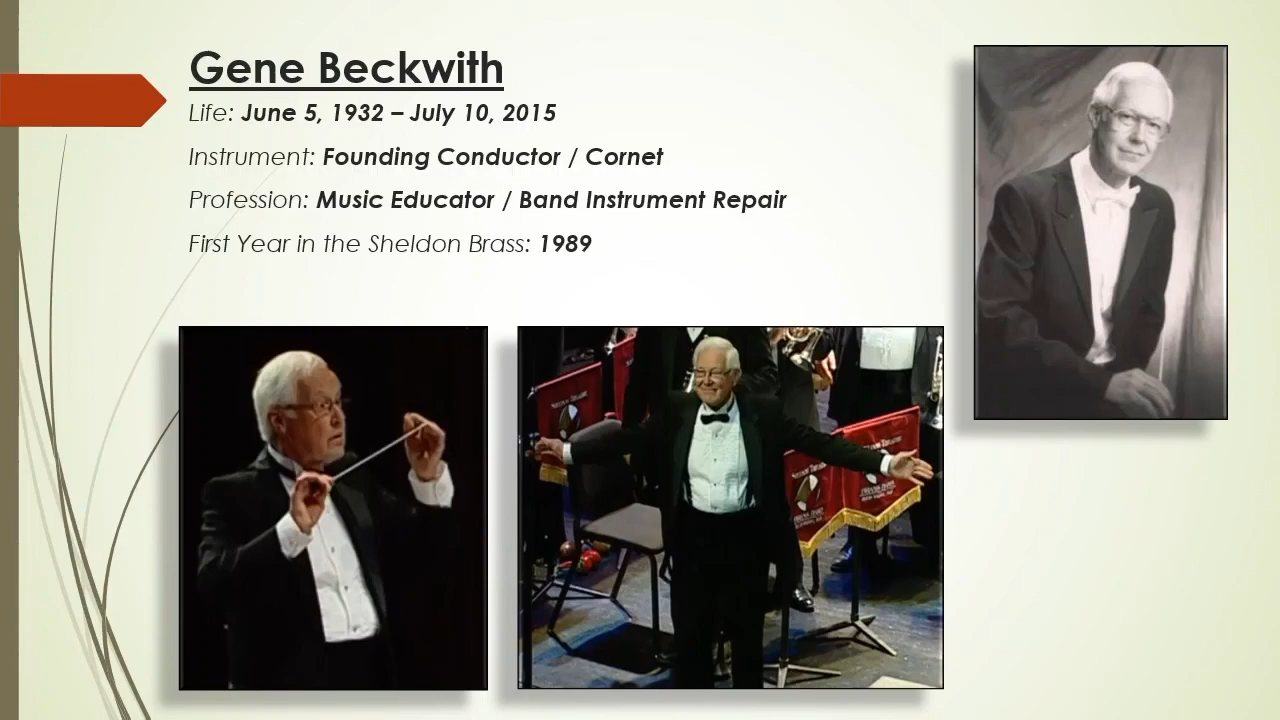 Gene Beckwith
Life: June 5, 1932 – July 10, 2015
Instrument: Founding Conductor / Cornet
Profession: Music Educator / Band Instrument Repair
First Year in the Sheldon Brass: 1989